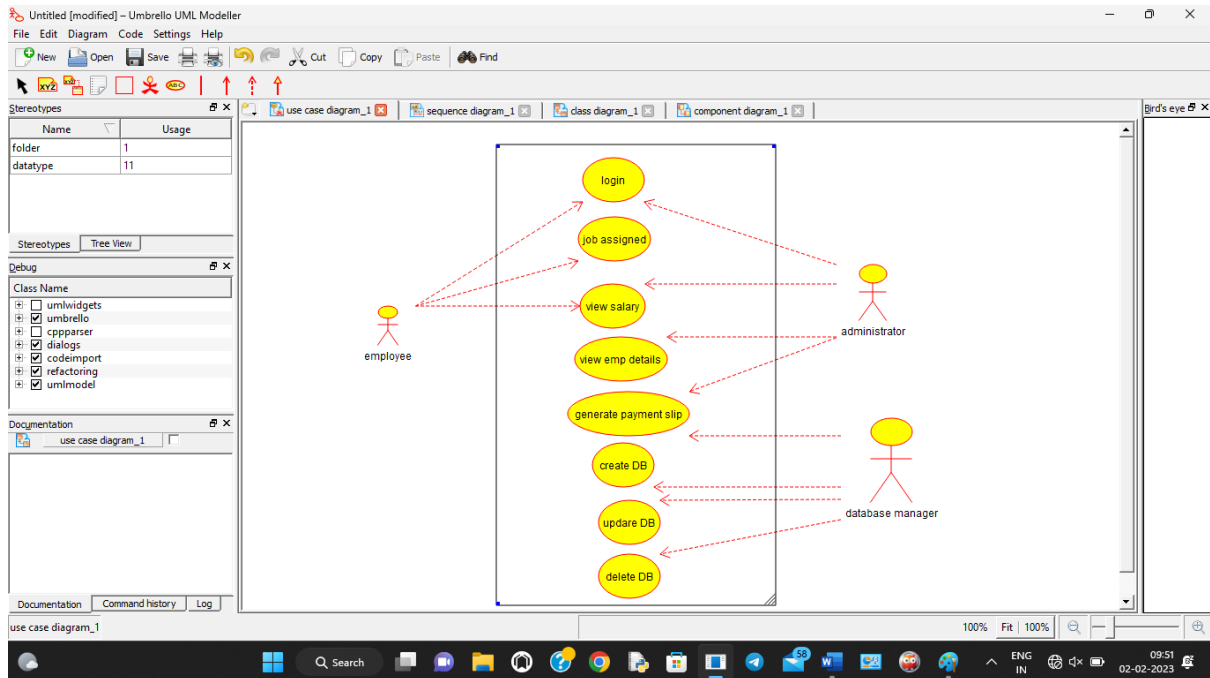 Untitled [modified] – Umbrello UML Modeller
File Edit Diagram Code Settings Help
New Open Save Cut Copy Paste Find
XYZ XYZ ABC
Stereotypes
Name Usage
folder 1
datatype 11
Stereotypes Tree View
Debug
Class Name
umlwidgets
umbrello
cppparser
dialogs
codeimport
refactoring
umlmodel
Documentation
use case diagram_1
Documentation Command history Log
use case diagram_1 sequence diagram_1 class diagram_1 component diagram_1
login
job assigned
view salary
view emp details
generate payment slip
create DB
updare DB
delete DB
employee
administrator
database manager
Bird's eye
use case diagram_1
100% Fit 100%
Search
58
ENG
IN
09:51
02-02-2023